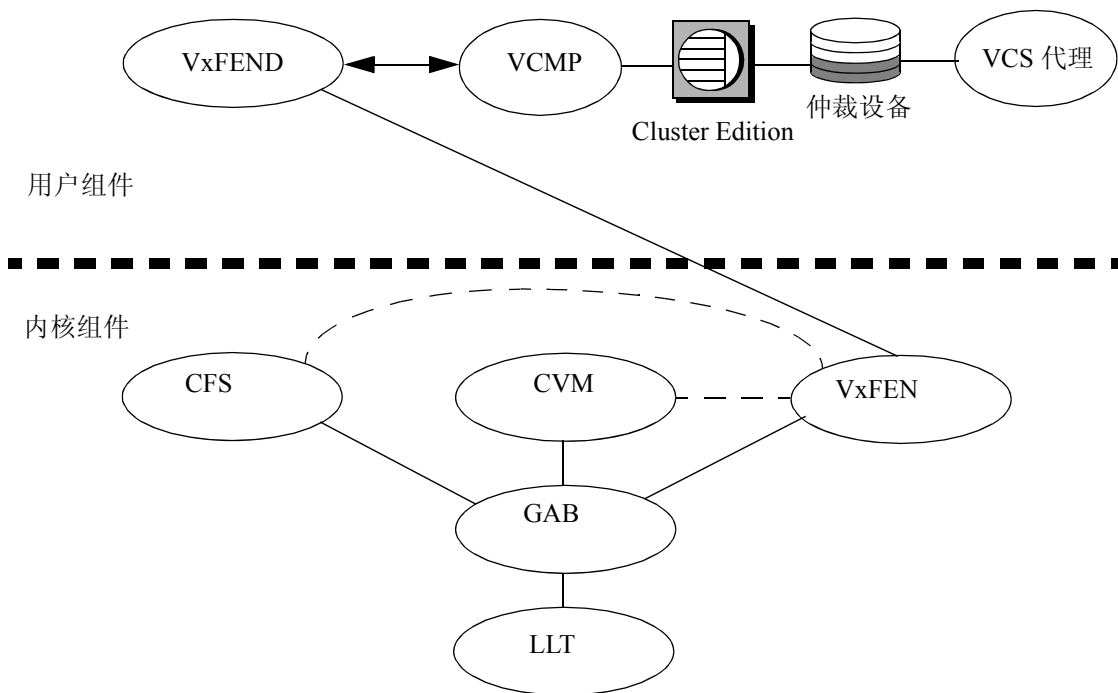 VxFEND
VCMP
VCS 代理
Cluster Edition
仲裁设备
用户组件
内核组件
CFS
CVM
VxFEN
GAB
LLT